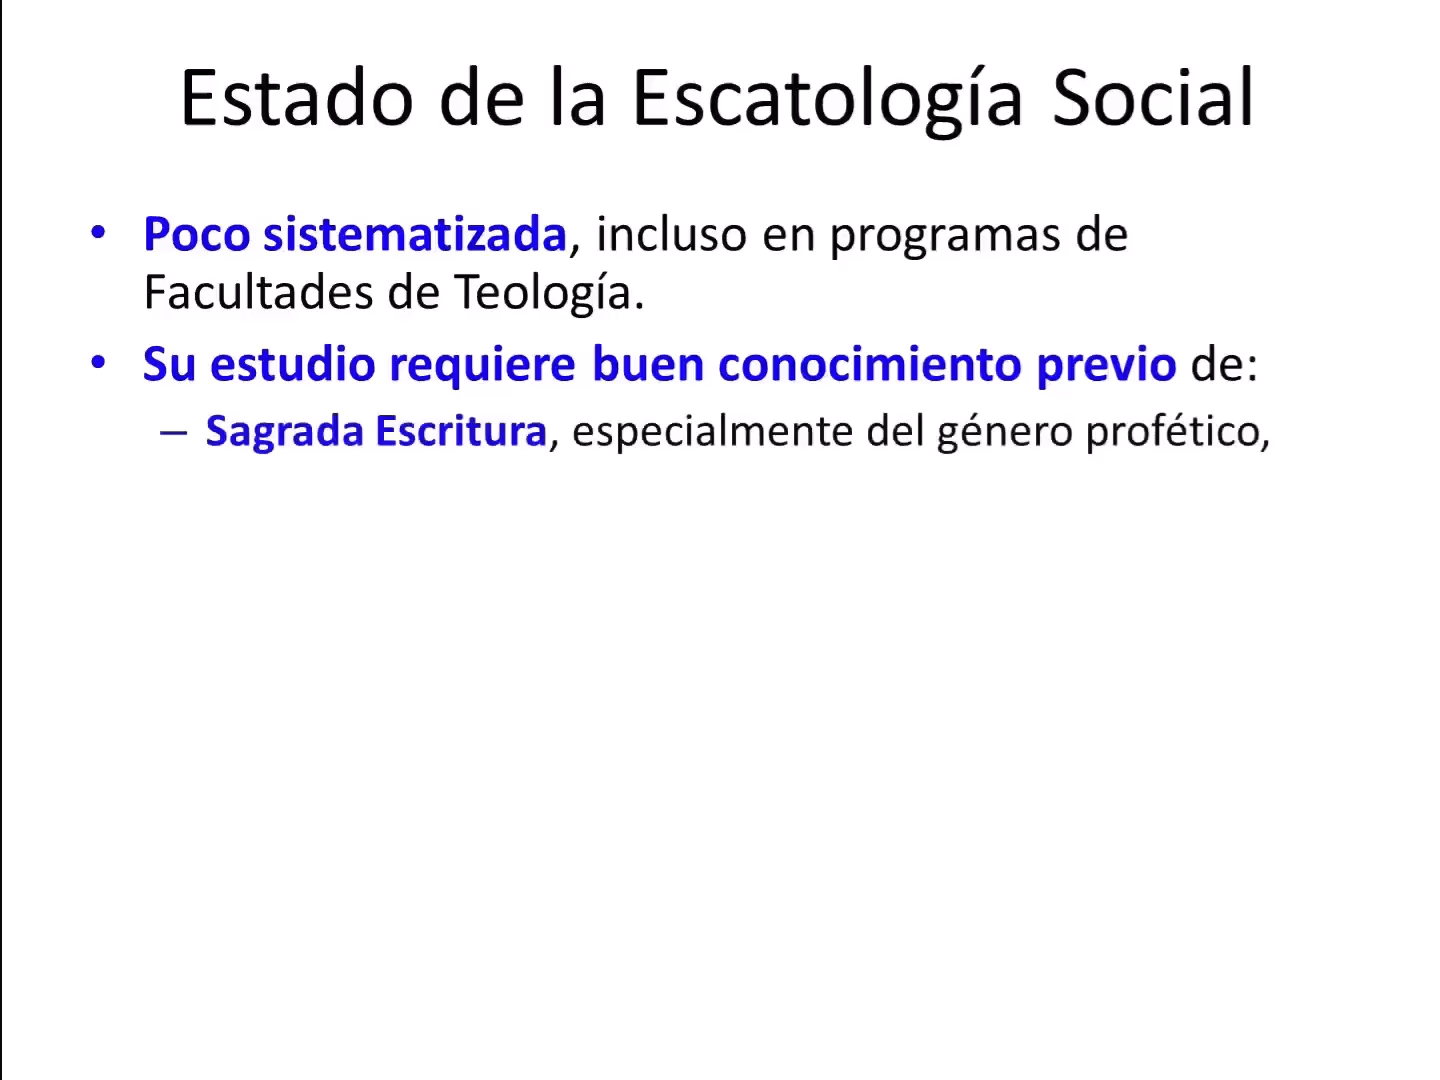 Estado de la Escatología Social
• Poco sistematizada, incluso en programas de
Facultades de Teología.
• Su estudio requiere buen conocimiento previo de:
– Sagrada Escritura, especialmente del género profético,